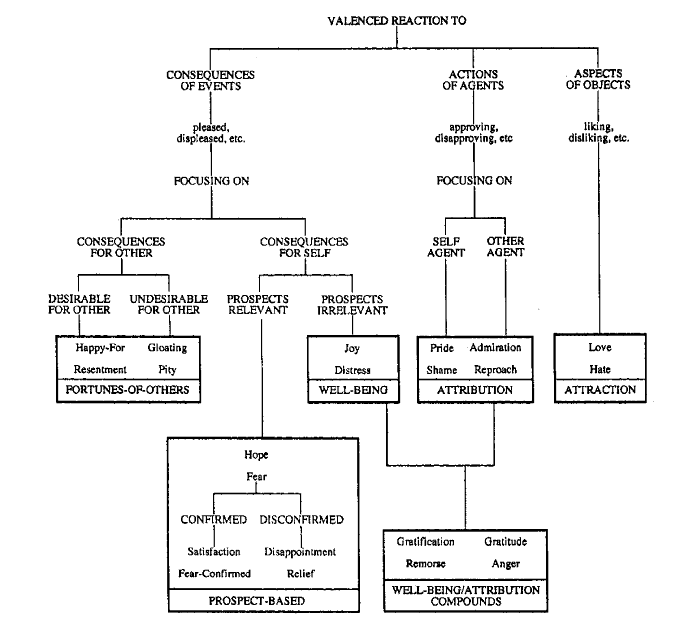 VALENCED REACTION TO
CONSEQUENCES
OF EVENTS
ACTIONS
OF AGENTS
ASPECTS
OF OBJECTS
pleased,
displeased, etc.
approving,
disapproving, etc
liking,
disliking, etc.
FOCUSING ON
FOCUSING ON
CONSEQUENCES
FOR OTHER
CONSEQUENCES
FOR SELF
SELF
AGENT
OTHER
AGENT
DESIRABLE
FOR OTHER
UNDESIRABLE
FOR OTHER
PROSPECTS
RELEVANT
PROSPECTS
IRRELEVANT
Happy-For Gloating
Resentment Pity
FORTUNES-OF-OTHERS
Joy
Distress
WELL-BEING
Pride Admiration
Shame Reproach
ATTRIBUTION
Love
Hate
ATTRACTION
Hope
Fear
CONFIRMED DISCONFIRMED
Satisfaction Disappointment
Fear-Confirmed Relief
PROSPECT-BASED
Gratification Gratitude
Remorse Anger
WELL-BEING/ATTRIBUTION
COMPOUNDS